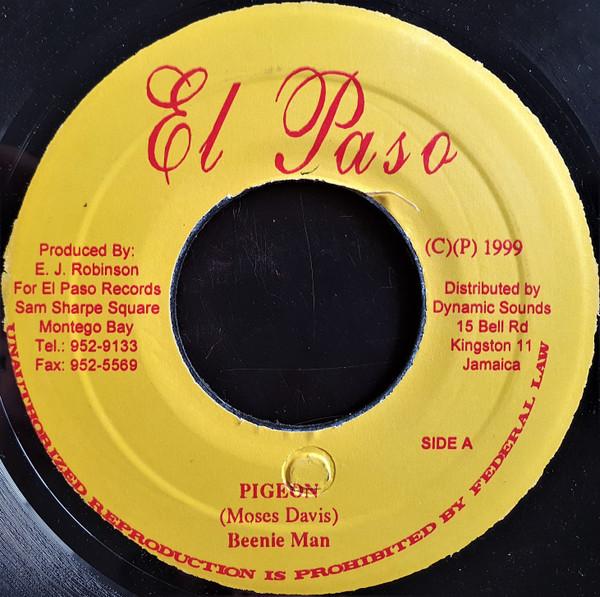 El Paso
Produced By:
E. J. Robinson
For El Paso Records
Sam Sharpe Square
Montego Bay
Tel.: 952-9133
Fax: 952-5569
(C)(P) 1999
Distributed by
Dynamic Sounds
15 Bell Rd
Kingston 11
Jamaica
SIDE A
PIGEON
(Moses Davis)
Beenie Man
UNAUTHORIZED REPRODUCTION IS PROHIBITED BY FEDERAL LAW